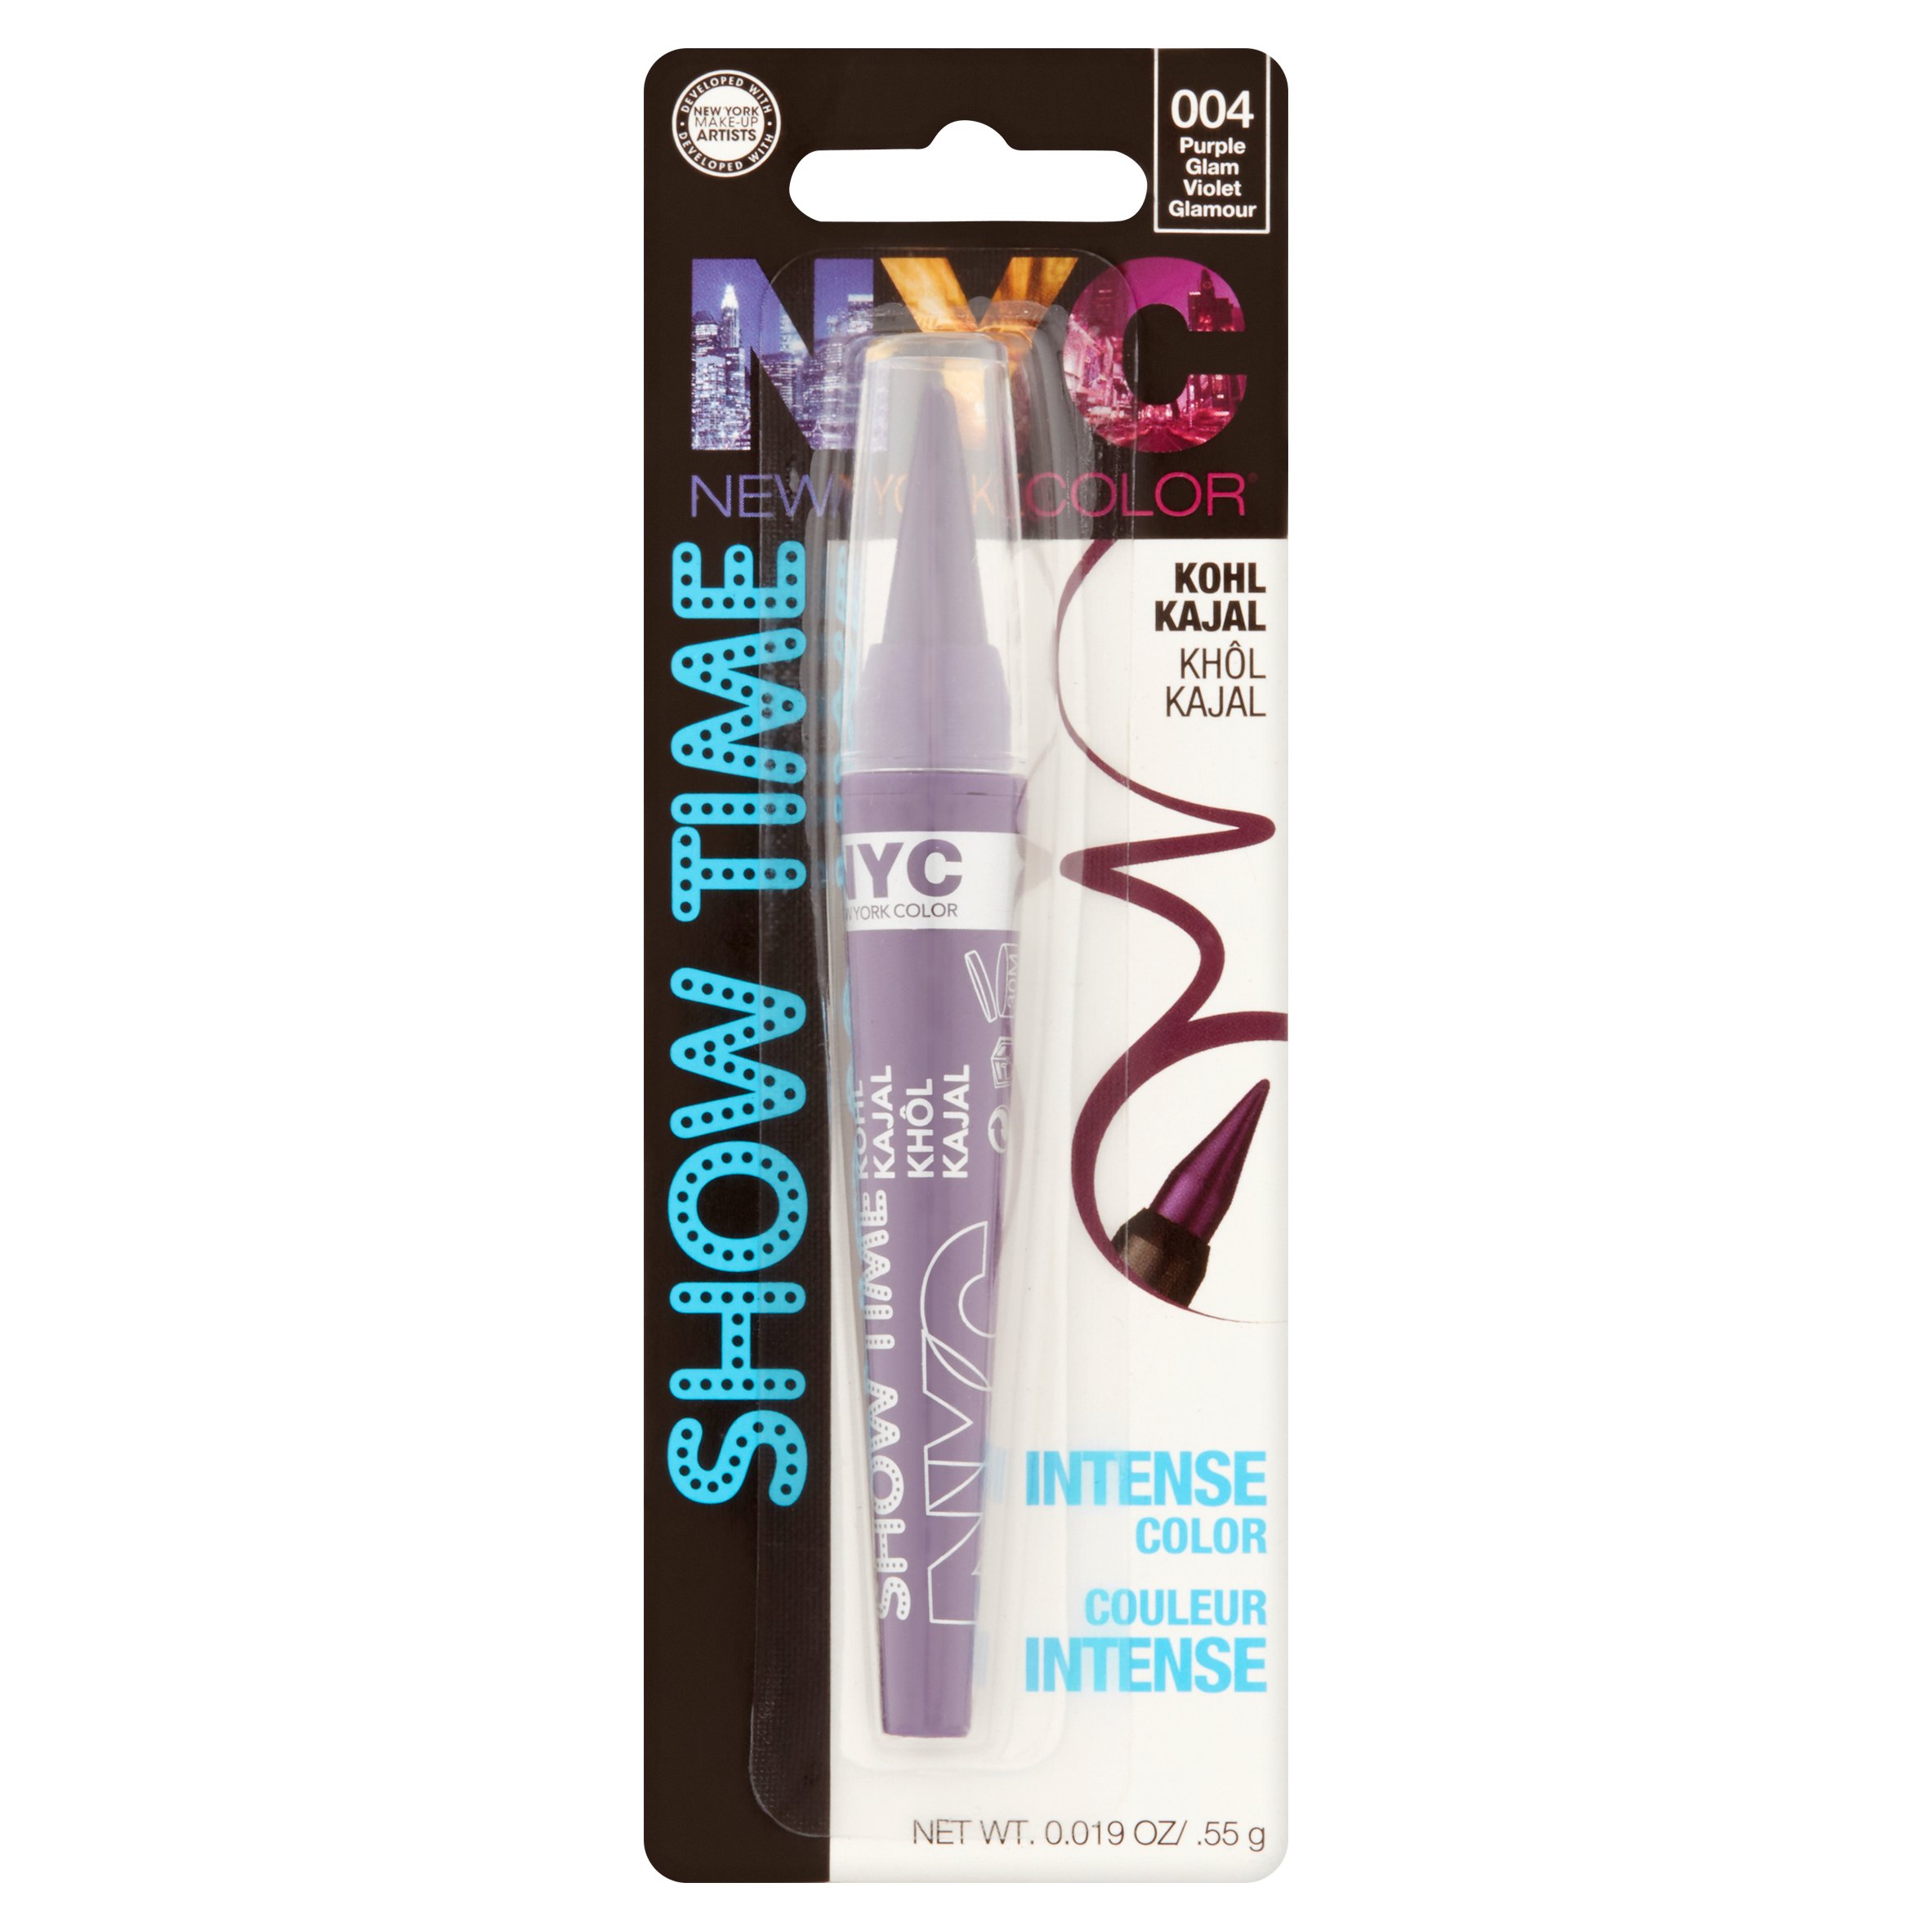 DEVELOPED WITH
NEW YORK
MAKE-UP
ARTISTS
DEVELOPED WITH
004
Purple
Glam
Violet
Glamour
NYC
NEW YORK COLOR
SHOW TIME
KOHL
KAJAL
KHÔL
KAJAL
NYC
YORK COLOR
SHOW TIME
KOHL
KAJAL
KHÔL
KAJAL
NYC
INTENSE
COLOR
COULEUR
INTENSE
NET WT. 0.019 OZ/ .55 g